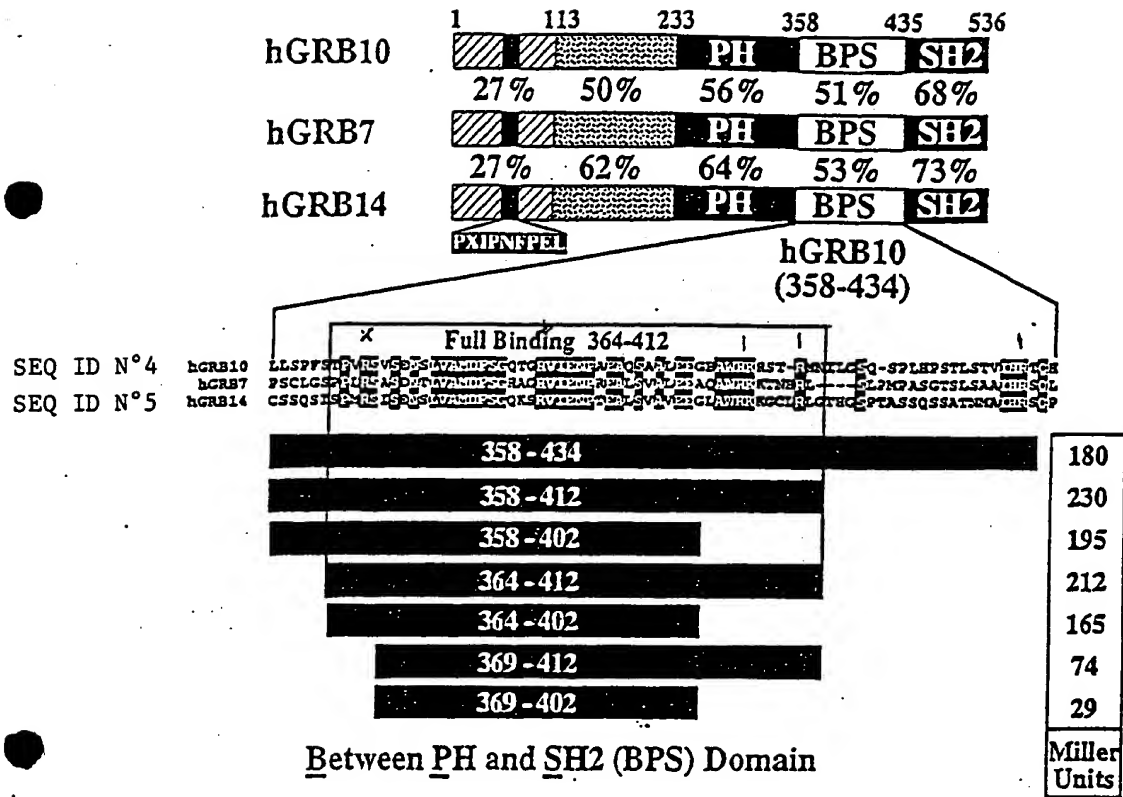 1 113 233 358 435 536
hGRB10 PH BPS SH2
27% 50% 56% 51% 68%
hGRB7 PH BPS SH2
27% 62% 64% 53% 73%
hGRB14 PH BPS SH2
PXIPNFPEL
hGRB10
(358-434)
Full Binding 364-412
SEQ ID N°4 hGRB10
hGRB7
SEQ ID N°5 hGRB14
358-434 180
358-412 230
358-402 195
364-412 212
364-402 165
369-412 74
369-402 29
Between PH and SH2 (BPS) Domain
Miller
Units